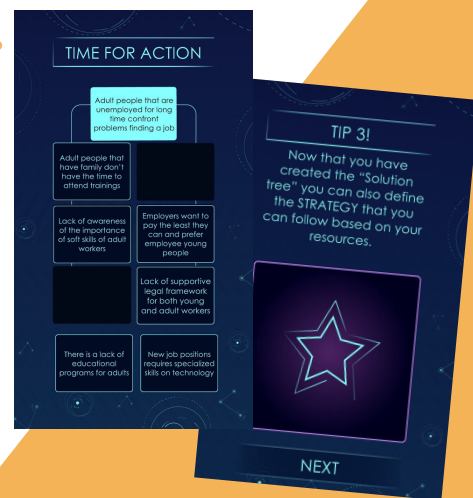 TIME FOR ACTION
Adult people that are
unemployed for long
time confront
problems finding a job
Adult people that
have family don't
have the time to
attend trainings
Lack of awareness
of the importance
of soft skills of adult
workers
Employers want to
pay the least they
can and prefer
employee young
people
Lack of supportive
legal framework
for both young
and adult workers
There is a lack of
educational
programs for adults
New job positions
requires specialized
skills on technology
TIP 3!
Now that you have
created the “Solution
tree” you can also define
the STRATEGY that you
can follow based on your
resources.
NEXT